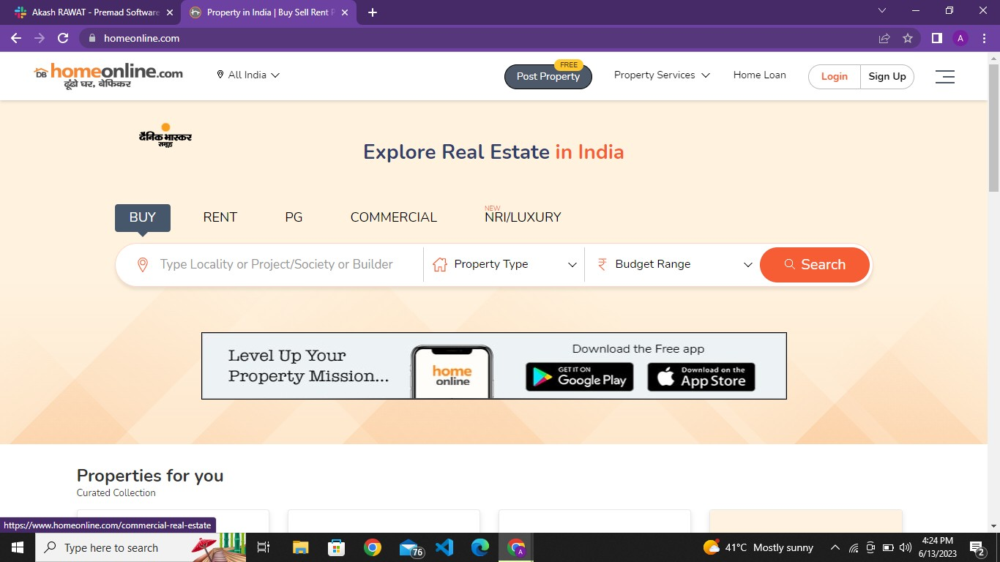 Akash RAWAT - Premad Software
Property in India | Buy Sell Rent P
homeonline.com
A
DB homeonline.com
ढूंढो घर, बेफिकर
All India
FREE
Post Property
Property Services
Home Loan
Login
Sign Up
दैनिक भास्कर
समूह
Explore Real Estate in India
BUY
RENT
PG
COMMERCIAL
NEW
NRI/LUXURY
Type Locality or Project/Society or Builder
Property Type
₹ Budget Range
Search
Level Up Your
Property Mission...
home
online
Download the Free app
GET IT ON
Google Play
Download on the
App Store
Properties for you
Curated Collection
https://www.homeonline.com/commercial-real-estate
Type here to search
76
A
41°C Mostly sunny
4:24 PM
6/13/2023
2